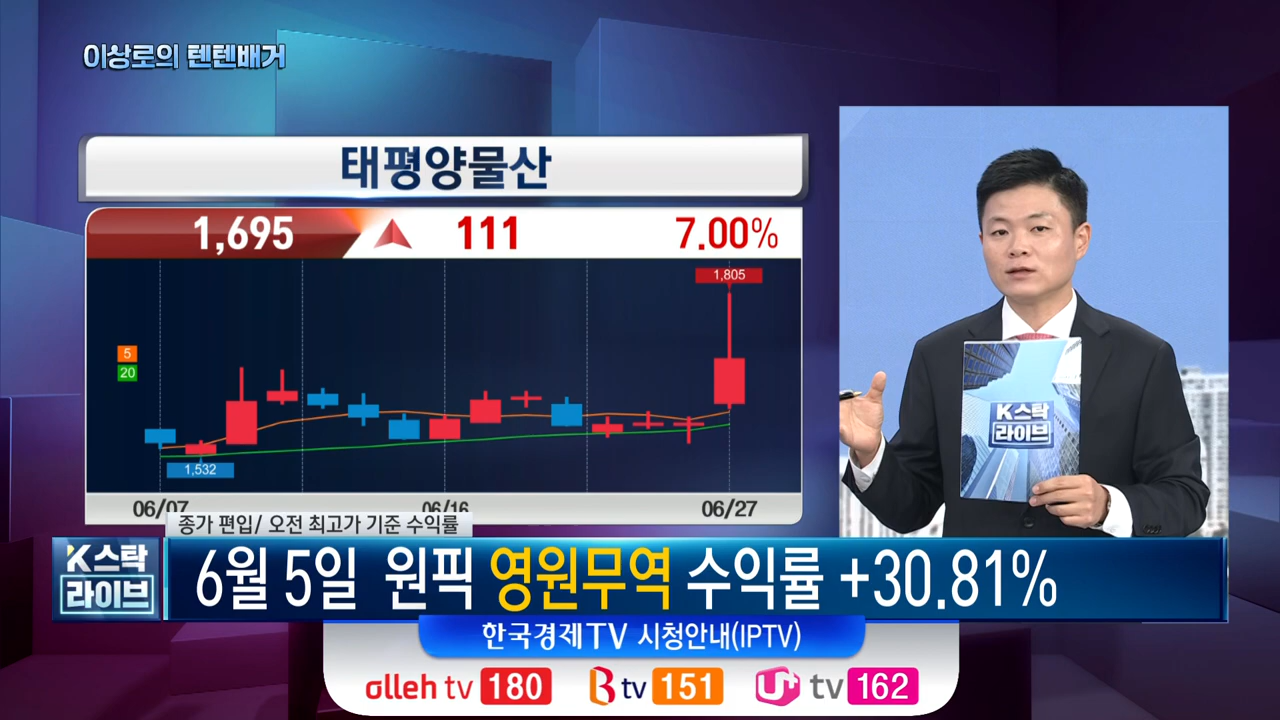 이상로의 텐텐배거
태평양물산
1,695 ▲ 111 7.00%
1,805
5
20
1,532
06/07 06/16 06/27
K스탁
라이브
종가 편입/ 오전 최고가 기준 수익률
K스탁
라이브
6월 5일 원픽 영원무역 수익률 +30.81%
한국경제TV 시청안내(IPTV)
olleh tv 180 B tv 151 U+ tv 162